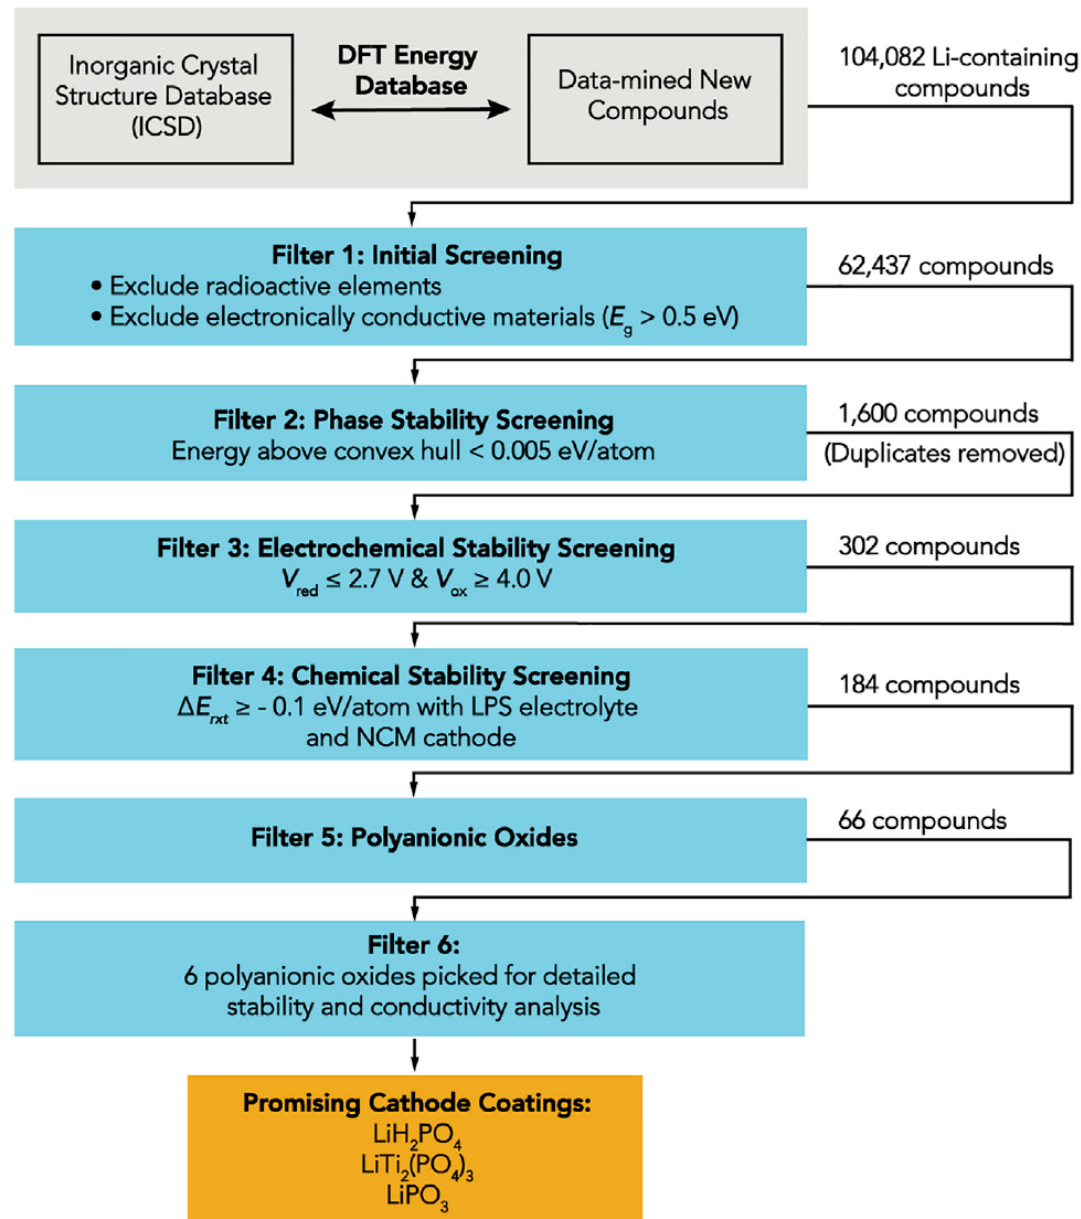 Inorganic Crystal
Structure Database
(ICSD)
DFT Energy
Database
Data-mined New
Compounds
104,082 Li-containing
compounds
Filter 1: Initial Screening
• Exclude radioactive elements
• Exclude electronically conductive materials (E_g > 0.5 eV)
62,437 compounds
Filter 2: Phase Stability Screening
Energy above convex hull < 0.005 eV/atom
1,600 compounds
(Duplicates removed)
Filter 3: Electrochemical Stability Screening
V_red ≤ 2.7 V & V_ox ≥ 4.0 V
302 compounds
Filter 4: Chemical Stability Screening
ΔE_rxt ≥ - 0.1 eV/atom with LPS electrolyte
and NCM cathode
184 compounds
Filter 5: Polyanionic Oxides
66 compounds
Filter 6:
6 polyanionic oxides picked for detailed
stability and conductivity analysis
Promising Cathode Coatings:
LiH₂PO₄
LiTi₂(PO₄)₃
LiPO₃